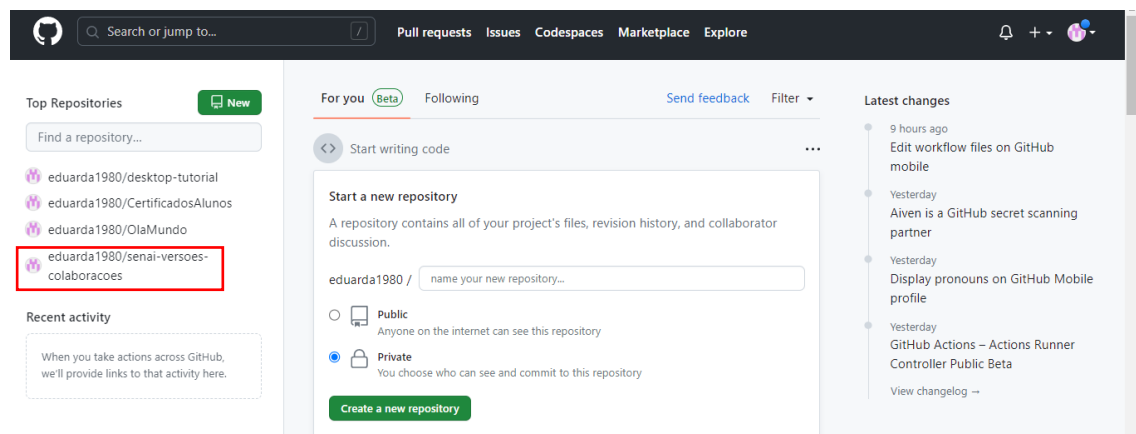 Search or jump to... /
Pull requests Issues Codespaces Marketplace Explore
Top Repositories New
Find a repository...
eduarda1980/desktop-tutorial
eduarda1980/CertificadosAlunos
eduarda1980/OlaMundo
eduarda1980/senai-versoes-
colaboracoes
Recent activity
When you take actions across GitHub,
we'll provide links to that activity here.
For you Beta Following Send feedback Filter
Start writing code
Start a new repository
A repository contains all of your project's files, revision history, and collaborator
discussion.
eduarda1980 / name your new repository...
Public
Anyone on the internet can see this repository
Private
You choose who can see and commit to this repository
Create a new repository
Latest changes
9 hours ago
Edit workflow files on GitHub
mobile
Yesterday
Aiven is a GitHub secret scanning
partner
Yesterday
Display pronouns on GitHub Mobile
profile
Yesterday
GitHub Actions – Actions Runner
Controller Public Beta
View changelog →